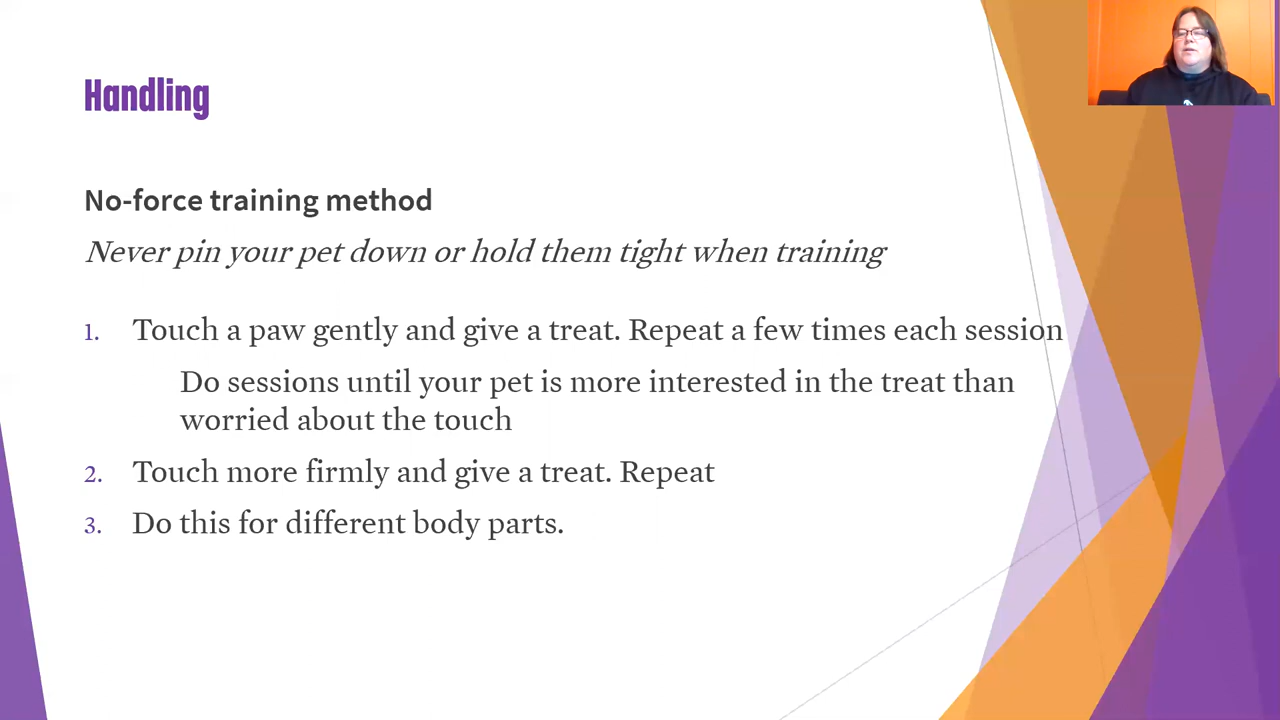 Handling
No-force training method
Never pin your pet down or hold them tight when training
1. Touch a paw gently and give a treat. Repeat a few times each session
Do sessions until your pet is more interested in the treat than
worried about the touch
2. Touch more firmly and give a treat. Repeat
3. Do this for different body parts.